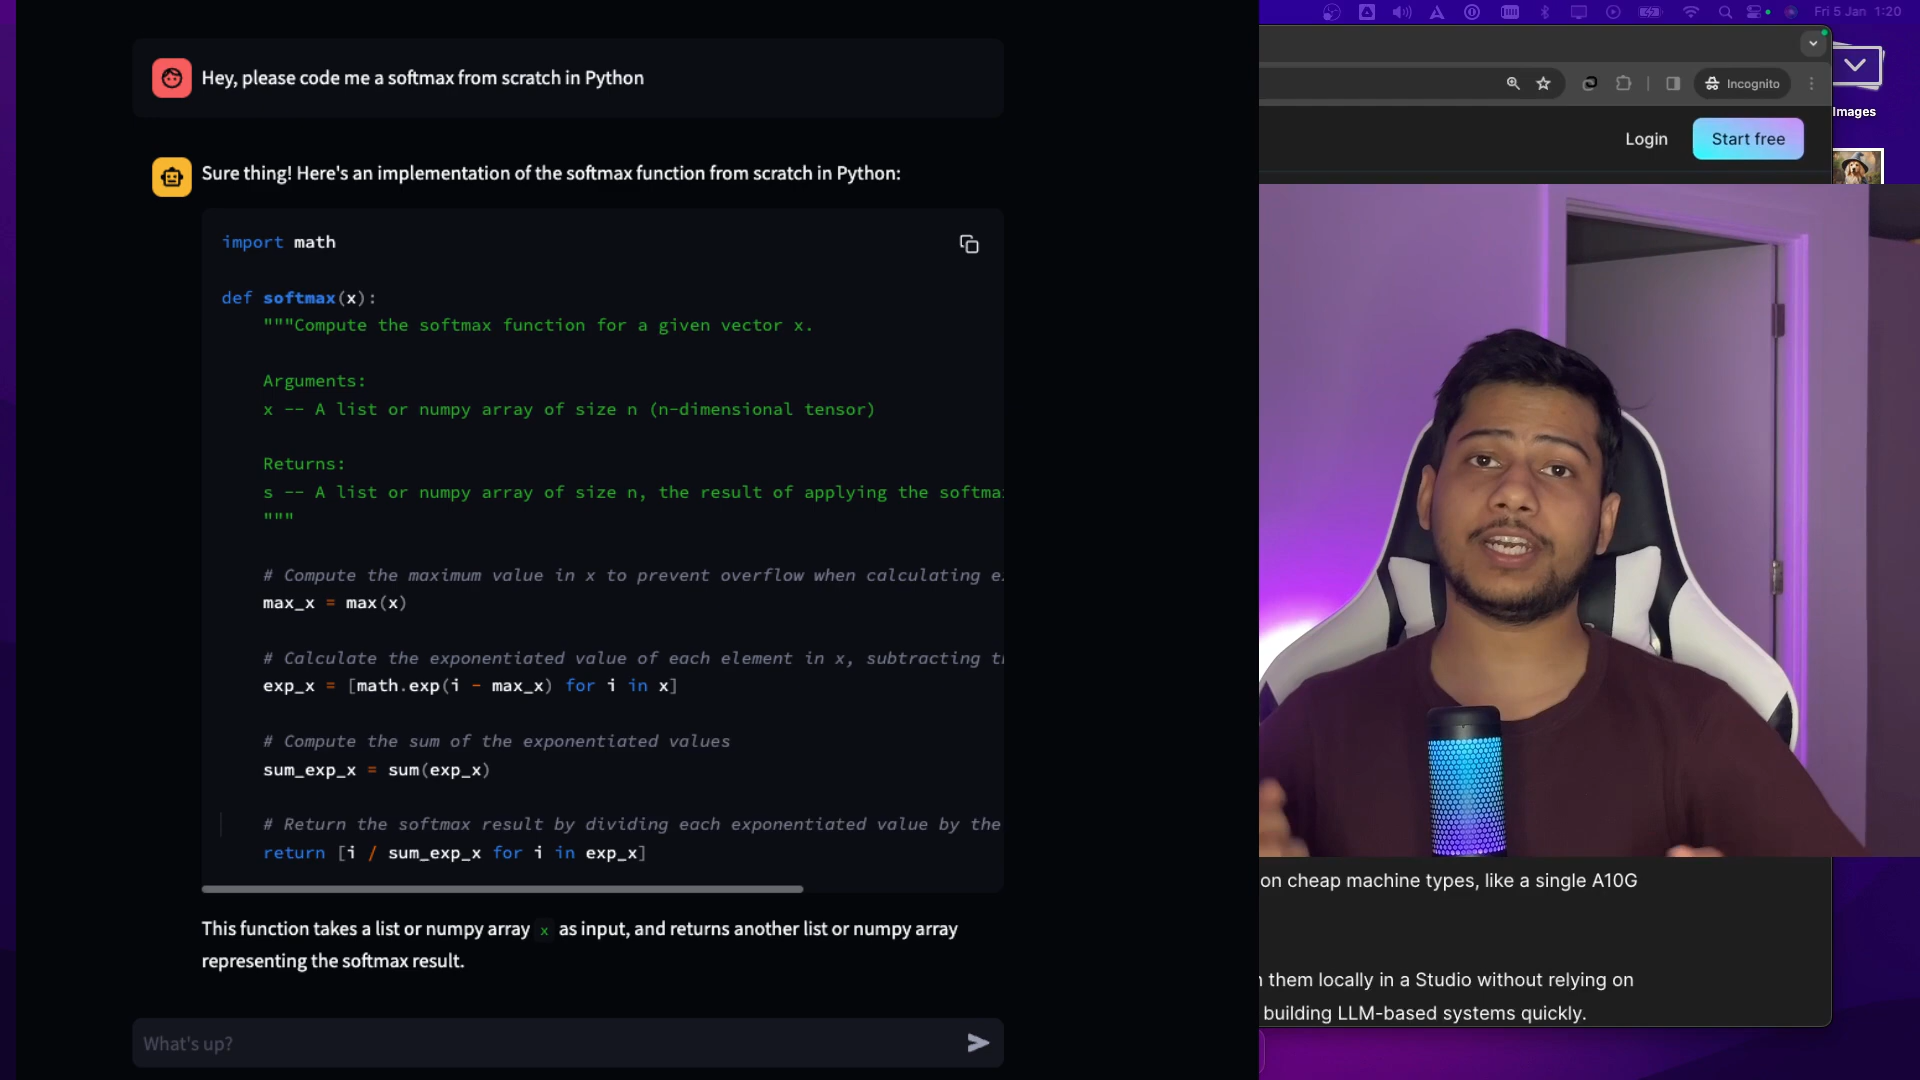 Hey, please code me a softmax from scratch in Python
Sure thing! Here's an implementation of the softmax function from scratch in Python:
import math
def softmax(x):
"""Compute the softmax function for a given vector x.
Arguments:
x -- A list or numpy array of size n (n-dimensional tensor)
Returns:
s -- A list or numpy array of size n, the result of applying the softma
"""
# Compute the maximum value in x to prevent overflow when calculating e
max_x = max(x)
# Calculate the exponentiated value of each element in x, subtracting t
exp_x = [math.exp(i - max_x) for i in x]
# Compute the sum of the exponentiated values
sum_exp_x = sum(exp_x)
# Return the softmax result by dividing each exponentiated value by the
return [i / sum_exp_x for i in exp_x]
This function takes a list or numpy array x as input, and returns another list or numpy array
representing the softmax result.
What's up?
Fri 5 Jan 1:20
Incognito
Images
Login
Start free
on cheap machine types, like a single A10G
them locally in a Studio without relying on
building LLM-based systems quickly.